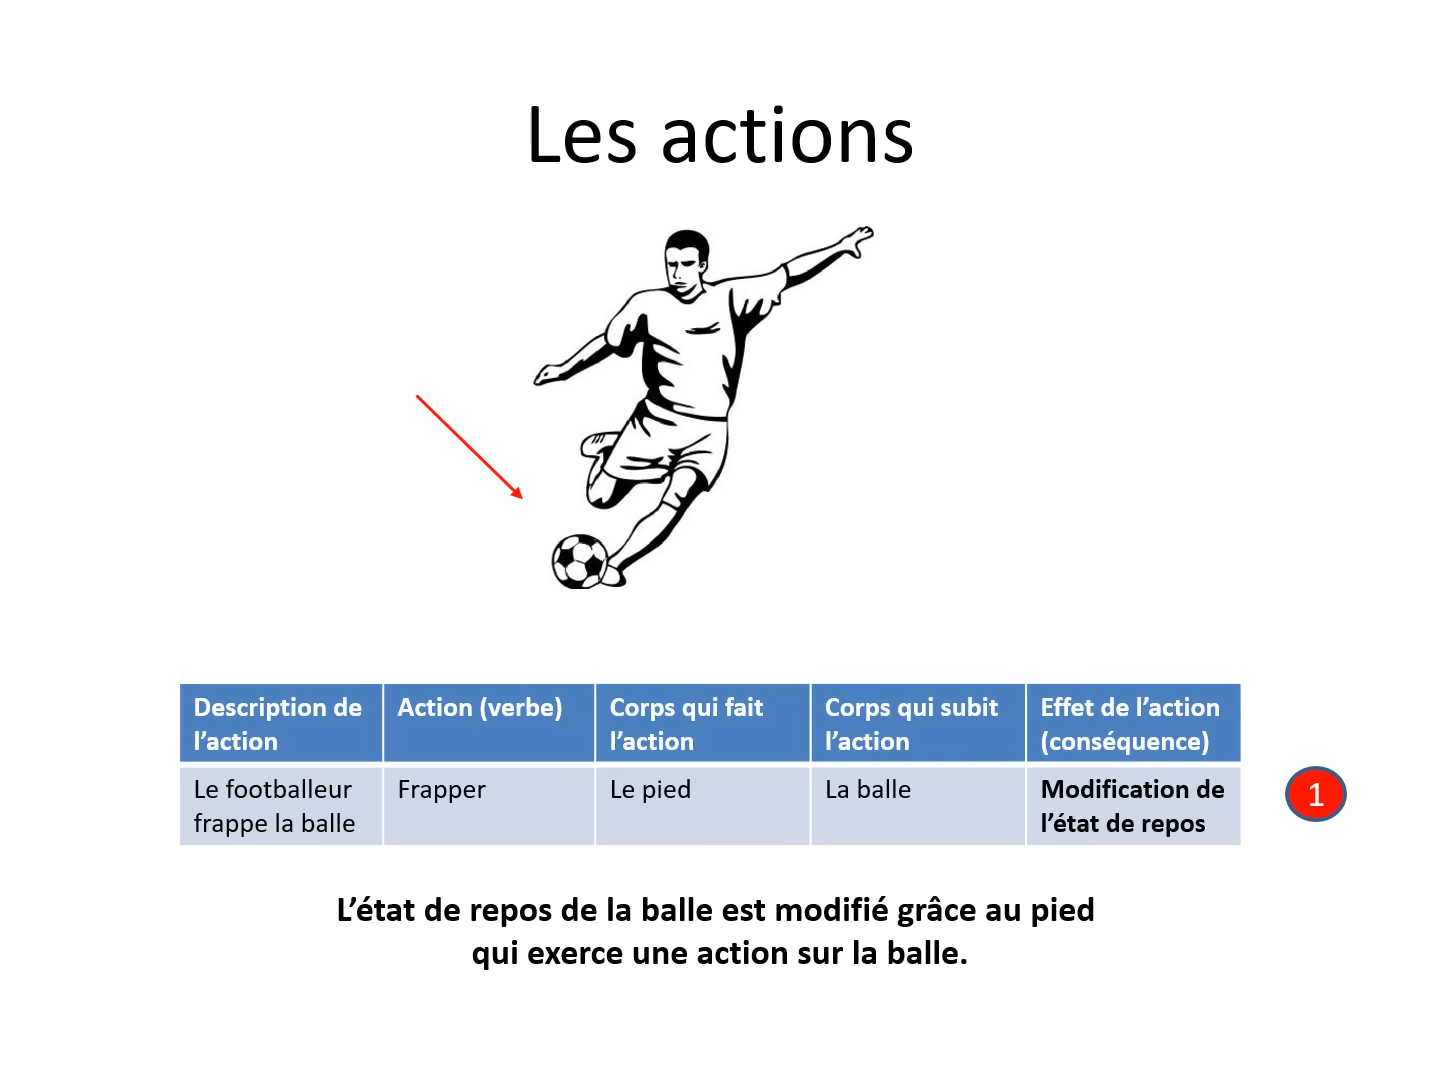 Les actions
Description de l’action
Action (verbe)
Corps qui fait l’action
Corps qui subit l’action
Effet de l’action (conséquence)
Le footballeur frappe la balle
Frapper
Le pied
La balle
Modification de l’état de repos
1
L’état de repos de la balle est modifié grâce au pied
qui exerce une action sur la balle.